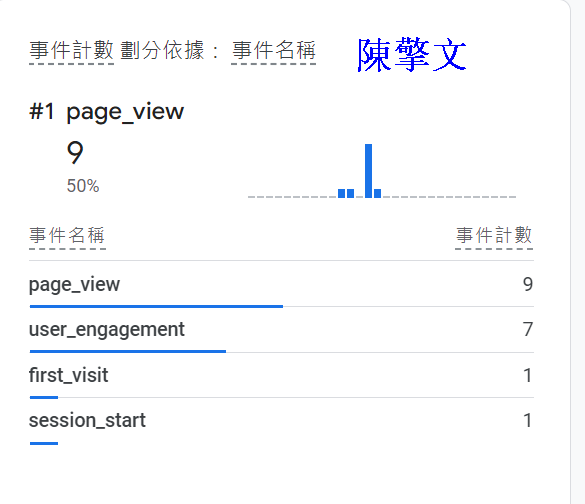 事件計數 劃分依據： 事件名稱 陳擎文
#1 page_view
9
50%
事件名稱 事件計數
page_view 9
user_engagement 7
first_visit 1
session_start 1